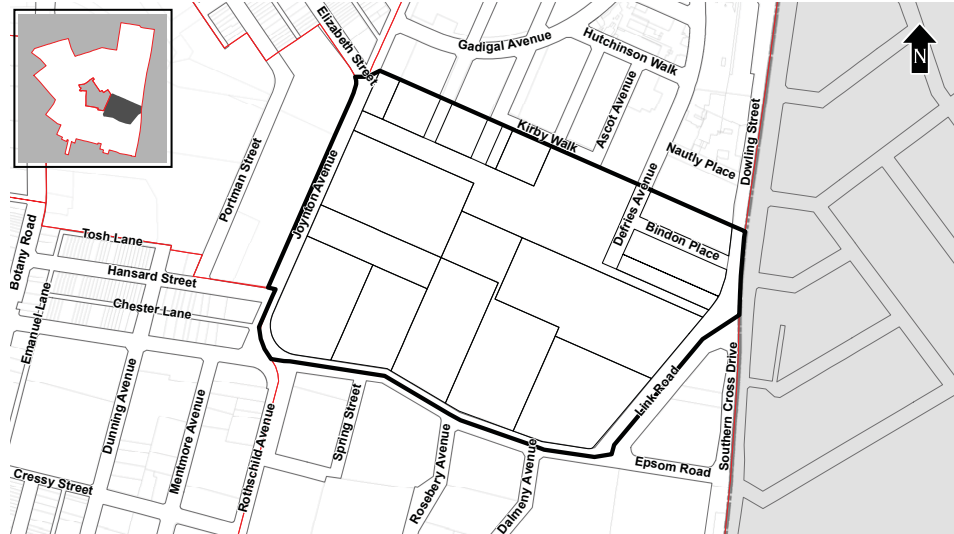 Elizabeth Street
Gadigal Avenue
Hutchinson Walk
N
Kirby Walk
Ascot Avenue
Dowling Street
Nautly Place
Portman Street
Joynton Avenue
Defries Avenue
Bindon Place
Botany Road
Tosh Lane
Hansard Street
Chester Lane
Emanuel Lane
Link Road
Southern Cross Drive
Dunning Avenue
Mentmore Avenue
Rothschild Avenue
Spring Street
Rosebery Avenue
Dalmeny Avenue
Epsom Road
Cressy Street